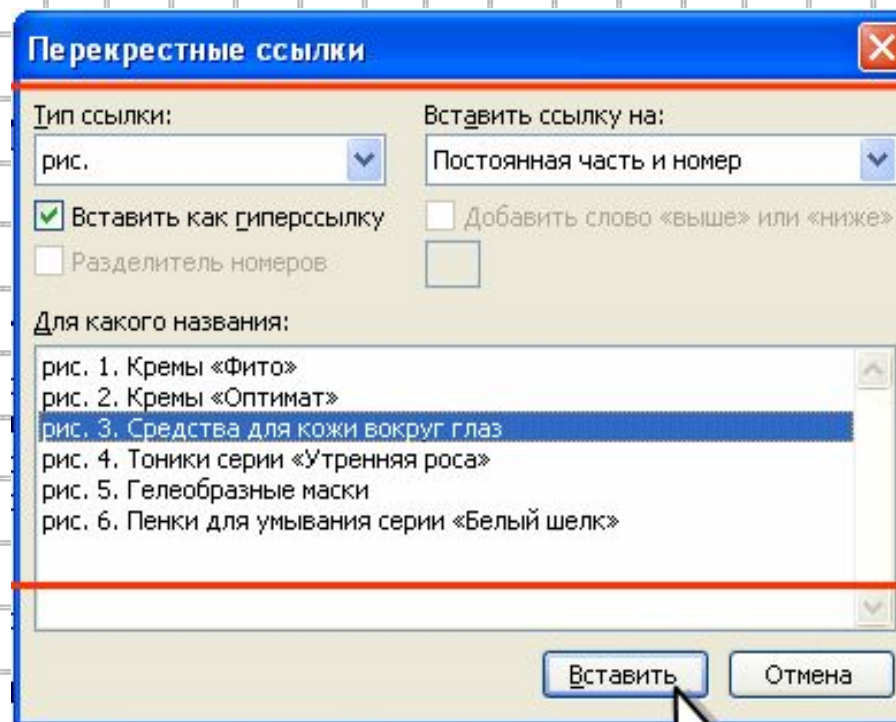 Перекрестные ссылки
Тип ссылки:
Вставить ссылку на:
рис.
Постоянная часть и номер
Вставить как гиперссылку
Добавить слово «выше» или «ниже»
Разделитель номеров
Для какого названия:
рис. 1. Кремы «Фито»
рис. 2. Кремы «Оптимат»
рис. 3. Средства для кожи вокруг глаз
рис. 4. Тоники серии «Утренняя роса»
рис. 5. Гелеобразные маски
рис. 6. Пенки для умывания серии «Белый шелк»
Вставить
Отмена